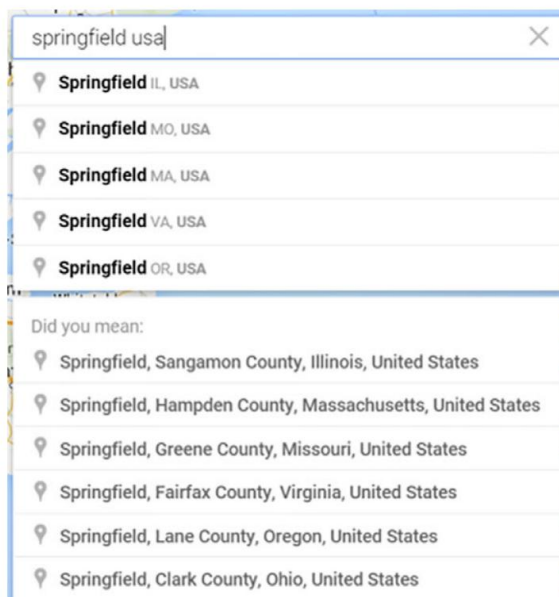 springfield usa
Springfield IL, USA
Springfield MO, USA
Springfield MA, USA
Springfield VA, USA
Springfield OR, USA
Did you mean:
Springfield, Sangamon County, Illinois, United States
Springfield, Hampden County, Massachusetts, United States
Springfield, Greene County, Missouri, United States
Springfield, Fairfax County, Virginia, United States
Springfield, Lane County, Oregon, United States
Springfield, Clark County, Ohio, United States